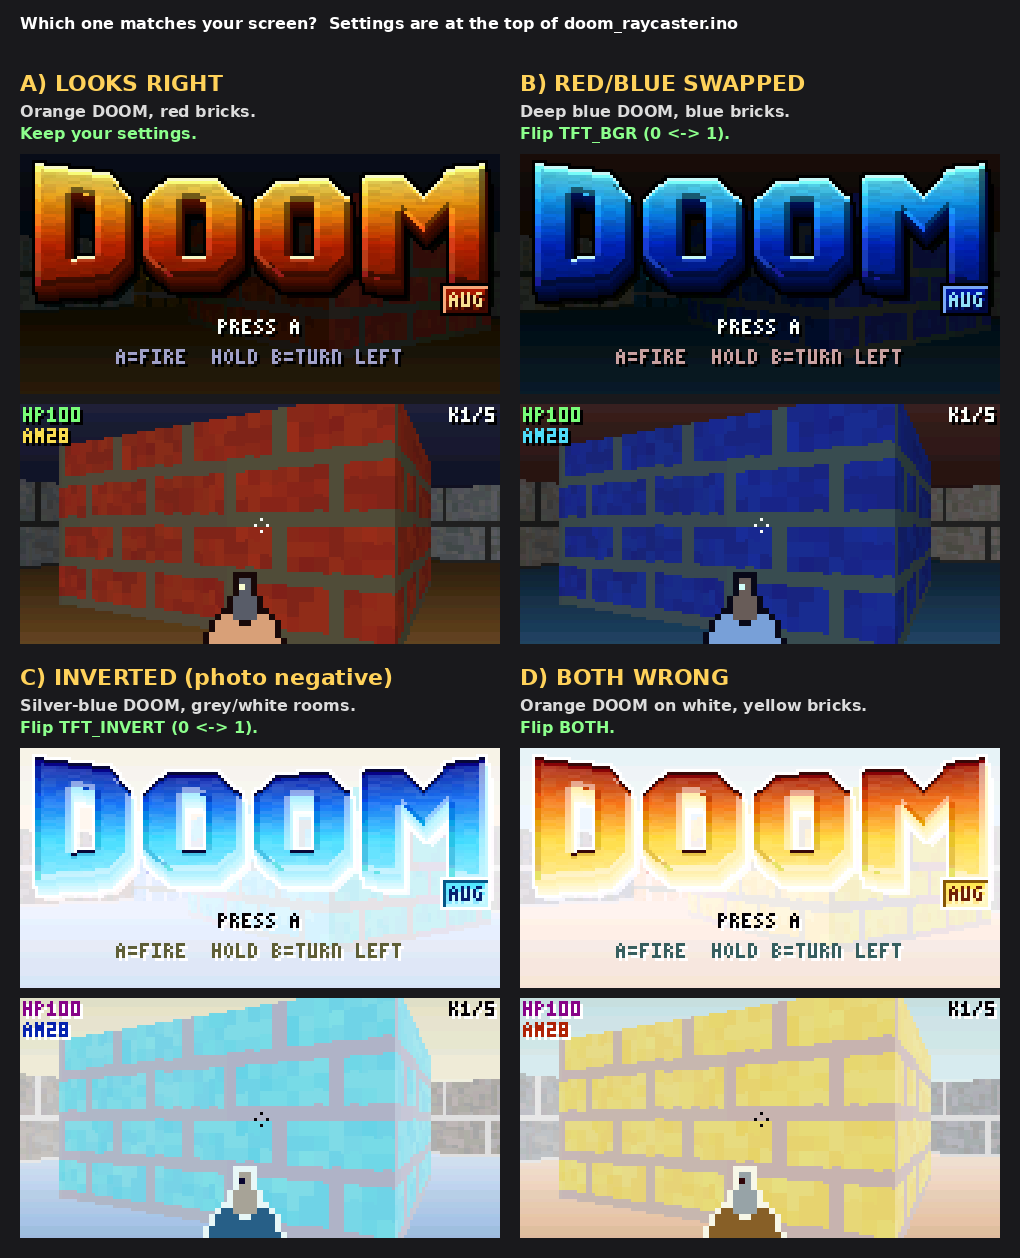 Which one matches your screen?  Settings are at the top of doom_raycaster.ino
A) LOOKS RIGHT
Orange DOOM, red bricks.
Keep your settings.
DOOM
AUG
PRESS A
A=FIRE  HOLD B=TURN LEFT
HP100
K1/5
AM28
B) RED/BLUE SWAPPED
Deep blue DOOM, blue bricks.
Flip TFT_BGR (0 <-> 1).
DOOM
AUG
PRESS A
A=FIRE  HOLD B=TURN LEFT
HP100
K1/5
AM28
C) INVERTED (photo negative)
Silver-blue DOOM, grey/white rooms.
Flip TFT_INVERT (0 <-> 1).
DOOM
AUG
PRESS A
A=FIRE  HOLD B=TURN LEFT
HP100
K1/5
AM28
D) BOTH WRONG
Orange DOOM on white, yellow bricks.
Flip BOTH.
DOOM
AUG
PRESS A
A=FIRE  HOLD B=TURN LEFT
HP100
K1/5
AM28